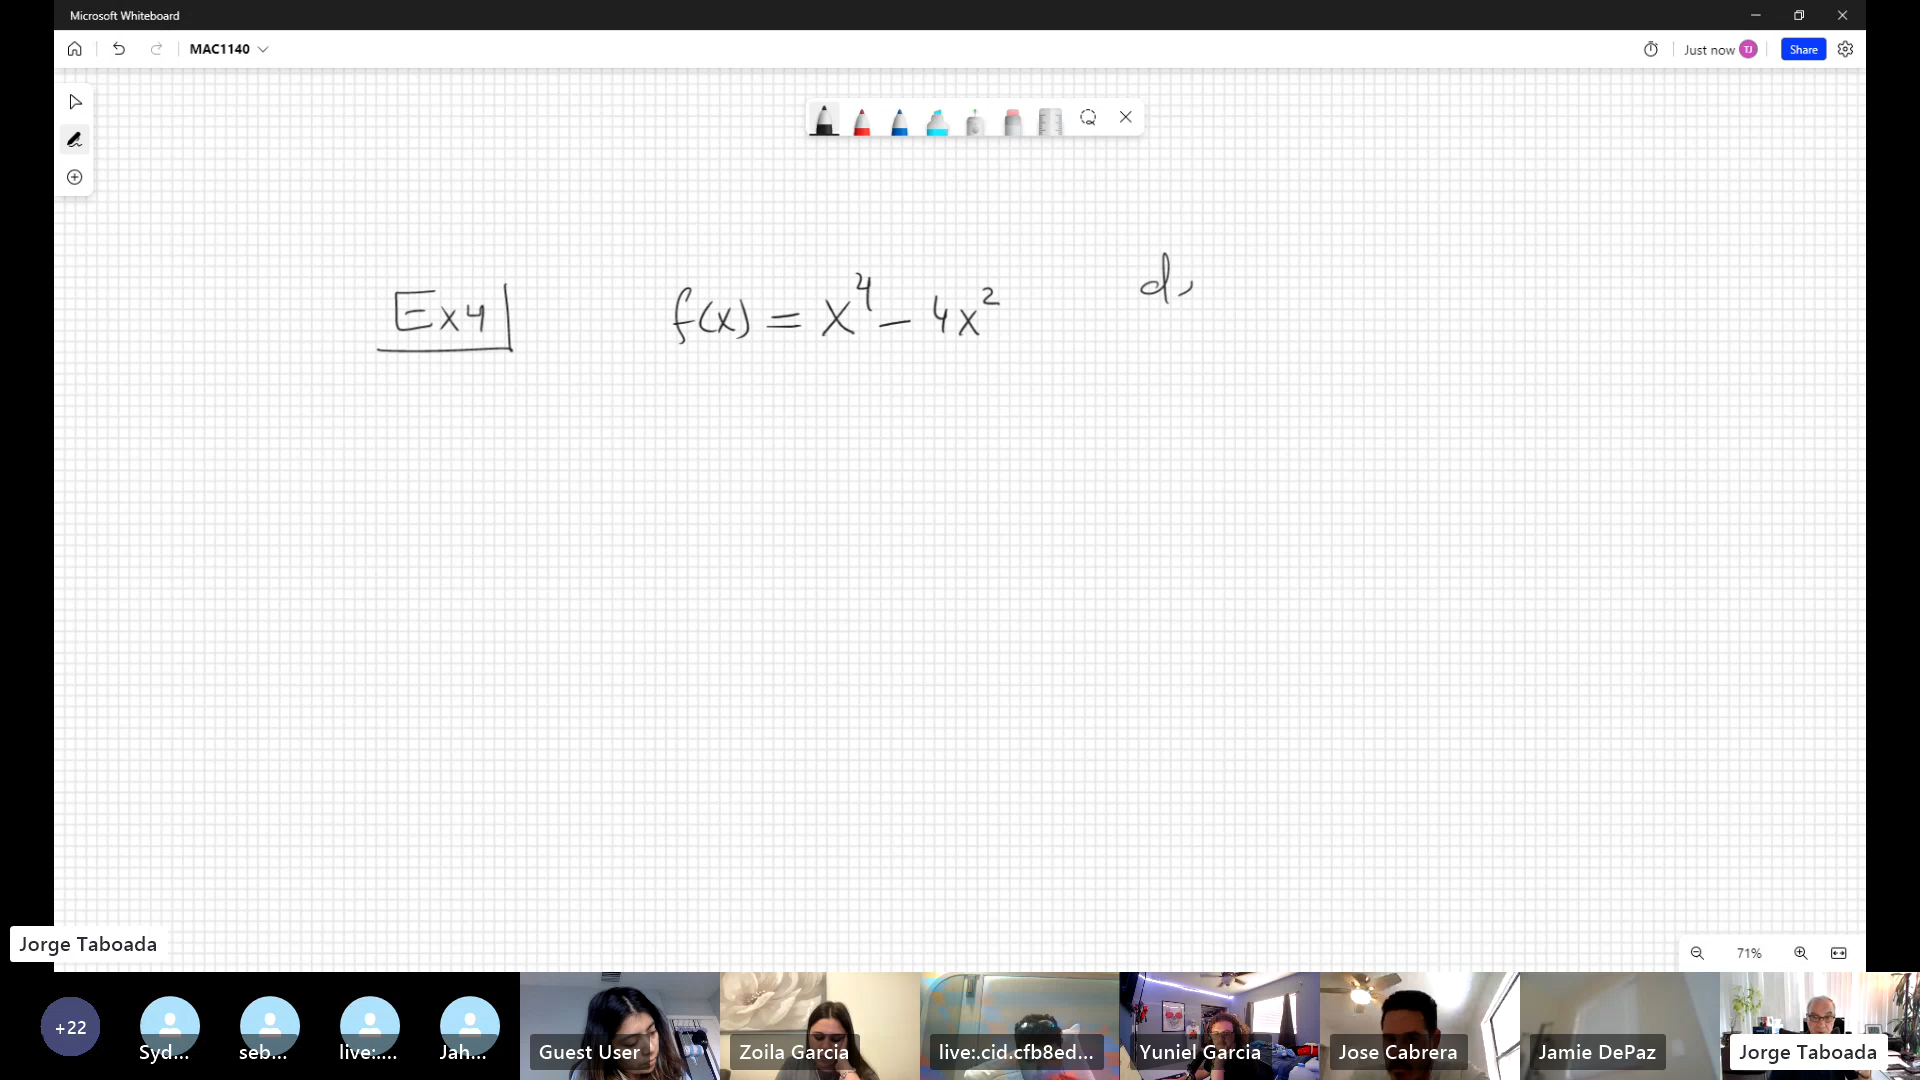 Microsoft Whiteboard
MAC1140
Just now TJ Share
Ex4 f(x) = x⁴ - 4x² d,
71%
Jorge Taboada
+22 Syd... seb... live:.... Jah... Guest User Zoila Garcia live:.cid.cfb8ed... Yuniel Garcia Jose Cabrera Jamie DePaz Jorge Taboada